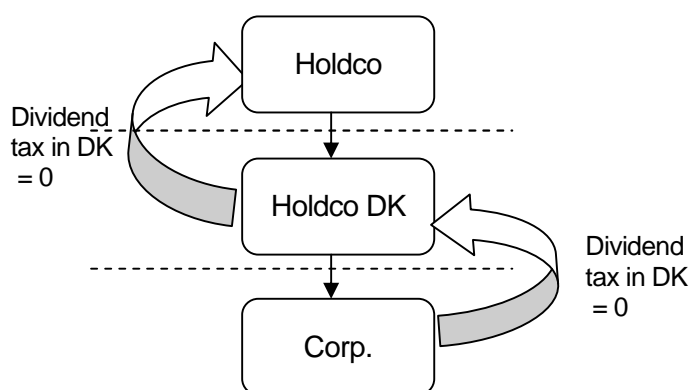 Holdco
Dividend
tax in DK
= 0
Holdco DK
Dividend
tax in DK
= 0
Corp.